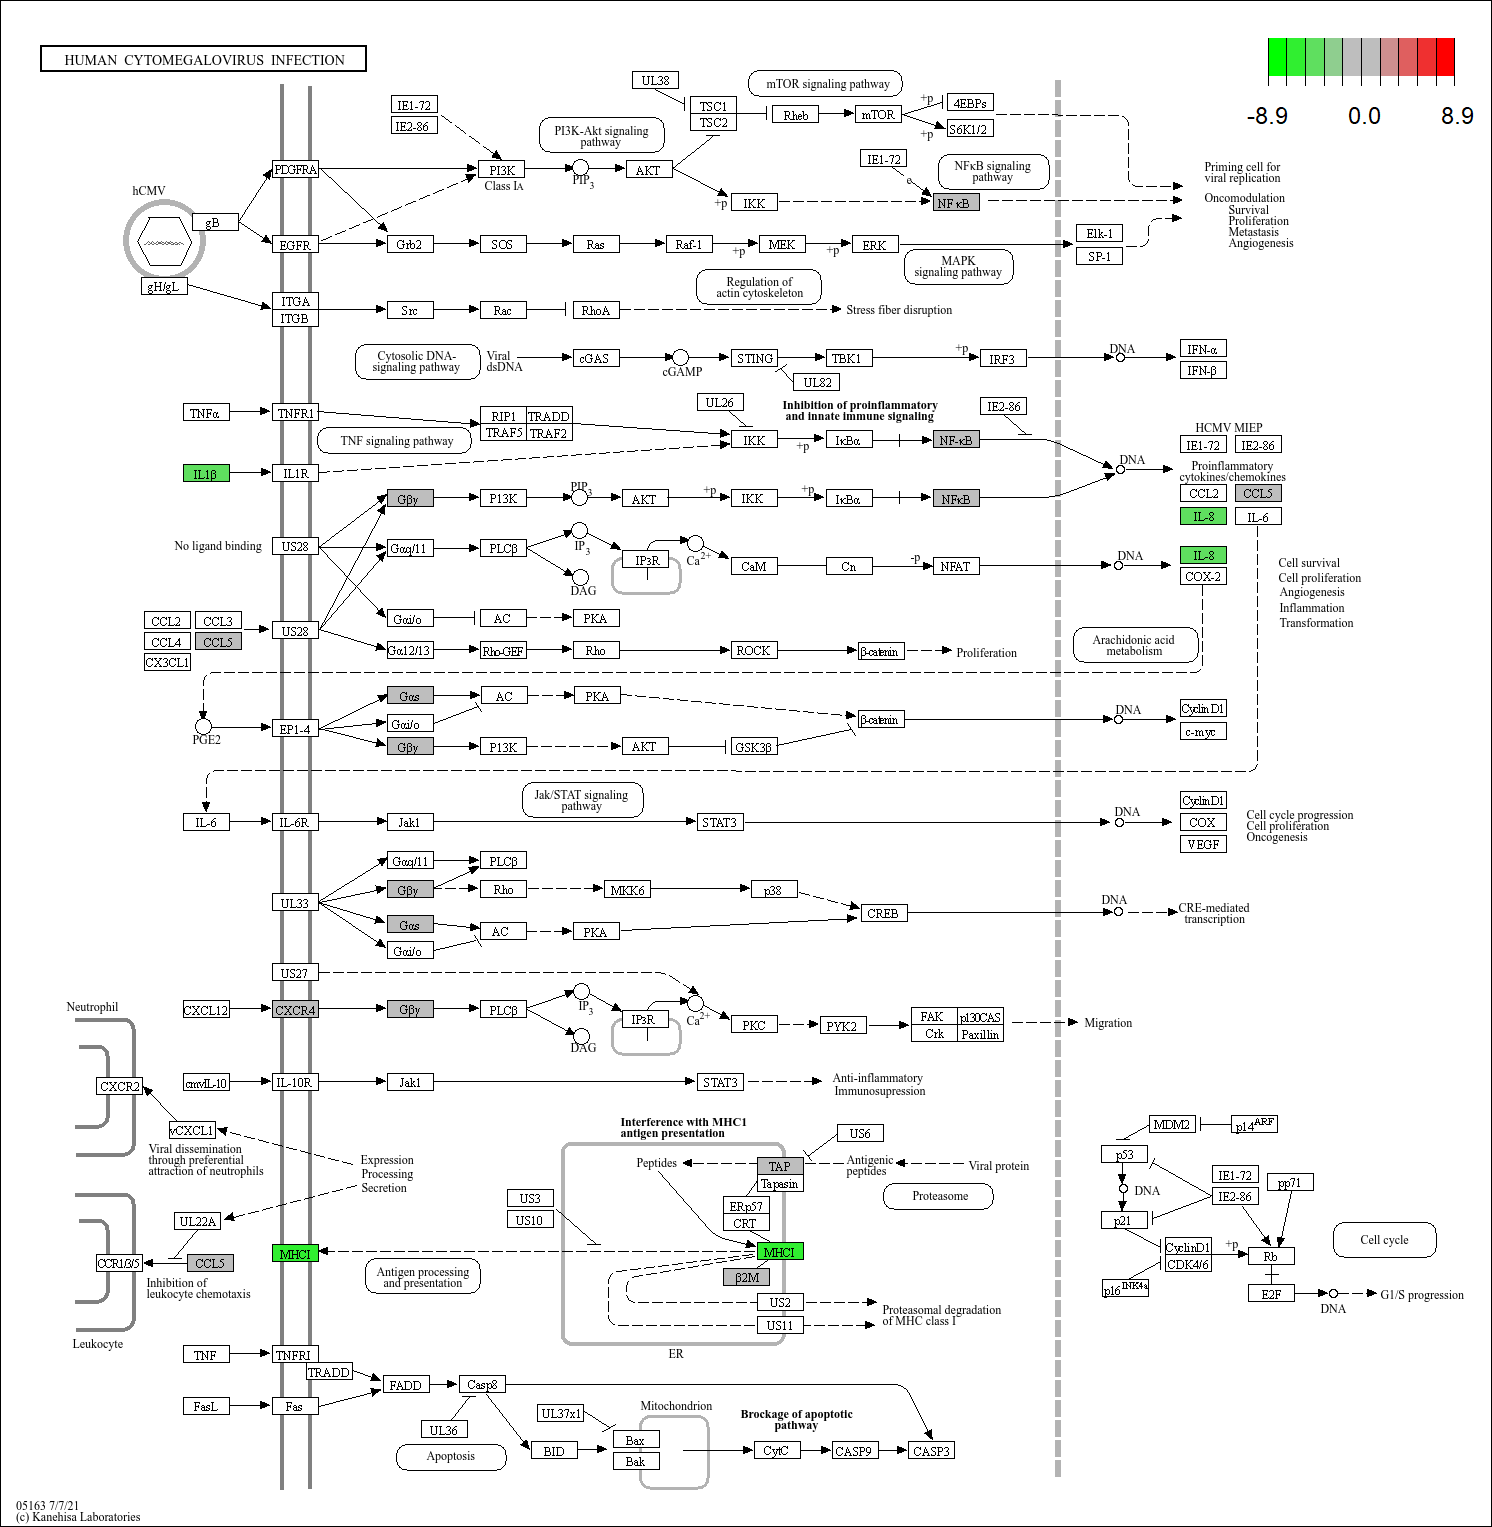 HUMAN CYTOMEGALOVIRUS INFECTION
-8.9 0.0 8.9
UL38
mTOR signaling pathway
IE1-72
IE2-86
PI3K-Akt signaling
pathway
TSC1
TSC2
Rheb
mTOR
+p
4EBPs
S6K1/2
+p
PDGFRA
PI3K
Class IA
PIP3
AKT
IE1-72
e
NFκB signaling
pathway
+p
IKK
NFκB
Priming cell for
viral replication
Oncomodulation
Survival
Proliferation
Metastasis
Angiogenesis
hCMV
gB
EGFR
Grb2
SOS
Ras
Raf-1
+p
MEK
+p
ERK
Elk-1
SP-1
MAPK
signaling pathway
gH/gL
ITGA
ITGB
Src
Rac
RhoA
Regulation of
actin cytoskeleton
Stress fiber disruption
Cytosolic DNA-
signaling pathway
Viral
dsDNA
cGAS
cGAMP
STING
TBK1
UL82
+p
IRF3
DNA
IFN-α
IFN-β
TNFα
TNFR1
TNF signaling pathway
RIP1 TRADD
TRAF5 TRAF2
UL26
Inhibition of proinflammatory
and innate immune signaling
IE2-86
IKK
+p
IκBα
NF-κB
HCMV MIEP
IE1-72 IE2-86
DNA
Proinflammatory
cytokines/chemokines
CCL2 CCL5
IL-8 IL-6
IL1β
IL1R
Gβγ
P13K
PIP3
AKT
+p
IKK
+p
IκBα
NFκB
No ligand binding
US28
Gαq/11
PLCβ
IP3
DAG
IP3R
Ca2+
CaM
Cn
-p
NFAT
DNA
IL-8
COX-2
Cell survival
Cell proliferation
Angiogenesis
Inflammation
Transformation
CCL2 CCL3
CCL4 CCL5
CX3CL1
US28
Gαi/o
AC
PKA
Gα12/13
Rho-GEF
Rho
ROCK
β-catenin
Proliferation
Arachidonic acid
metabolism
PGE2
EP1-4
Gαs
AC
PKA
Gαi/o
Gβγ
P13K
AKT
GSK3β
β-catenin
DNA
CyclinD1
c-myc
Jak/STAT signaling
pathway
IL-6
IL-6R
Jak1
STAT3
DNA
CyclinD1
COX
VEGF
Cell cycle progression
Cell proliferation
Oncogenesis
UL33
Gαq/11
PLCβ
Gβγ
Rho
MKK6
p38
Gαs
AC
PKA
Gαi/o
CREB
DNA
CRE-mediated
transcription
US27
CXCL12
CXCR4
Gβγ
PLCβ
IP3
DAG
IP3R
Ca2+
PKC
PYK2
FAK p130CAS
Crk Paxillin
Migration
Neutrophil
CXCR2
cmvIL-10
IL-10R
Jak1
STAT3
Anti-inflammatory
Immunosupression
vCXCL1
Viral dissemination
through preferential
attraction of neutrophils
Expression
Processing
Secretion
Interference with MHC1
antigen presentation
US6
Peptides
TAP
Tapasin
Antigenic
peptides
Viral protein
Proteasome
US3
US10
ERp57
CRT
MHCI
β2M
US2
US11
Proteasomal degradation
of MHC class I
ER
UL22A
CCR1/3/5
CCL5
MHCI
Inhibition of
leukocyte chemotaxis
Leukocyte
Antigen processing
and presentation
MDM2
p14ARF
p53
DNA
p21
IE1-72
IE2-86
pp71
CyclinD1
CDK4/6
+p
Rb
p16INK4a
E2F
DNA
G1/S progression
Cell cycle
TNF
TNFRI
TRADD
FADD
Casp8
FasL
Fas
UL36
Apoptosis
UL37x1
BID
Bax
Bak
Mitochondrion
Brockage of apoptotic
pathway
CytC
CASP9
CASP3
05163 7/7/21
(c) Kanehisa Laboratories